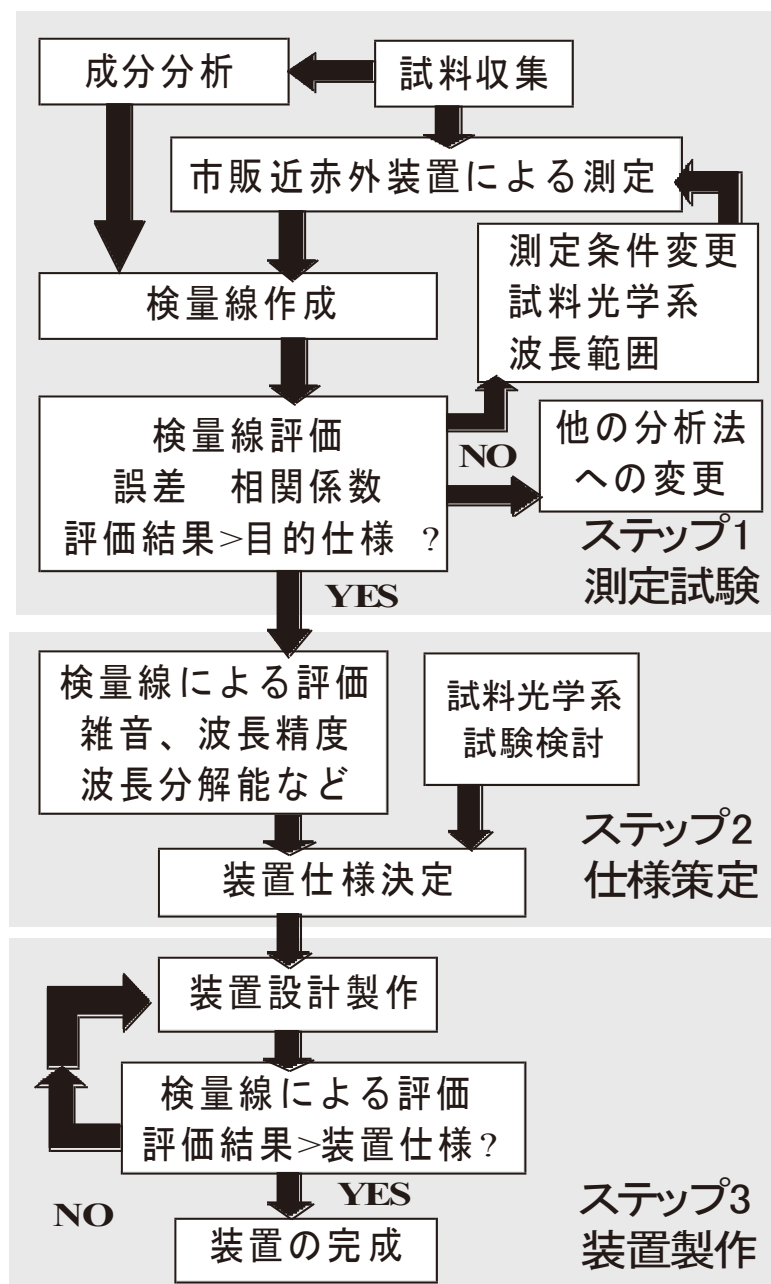 成分分析
試料収集
市販近赤外装置による測定
測定条件変更
試料光学系
波長範囲
検量線作成
検量線評価
誤差 相関係数
評価結果>目的仕様 ?
NO
他の分析法
への変更
ステップ1
測定試験
YES
検量線による評価
雑音、波長精度
波長分解能など
試料光学系
試験検討
装置仕様決定
ステップ2
仕様策定
装置設計製作
検量線による評価
評価結果>装置仕様?
NO
YES
装置の完成
ステップ3
装置製作